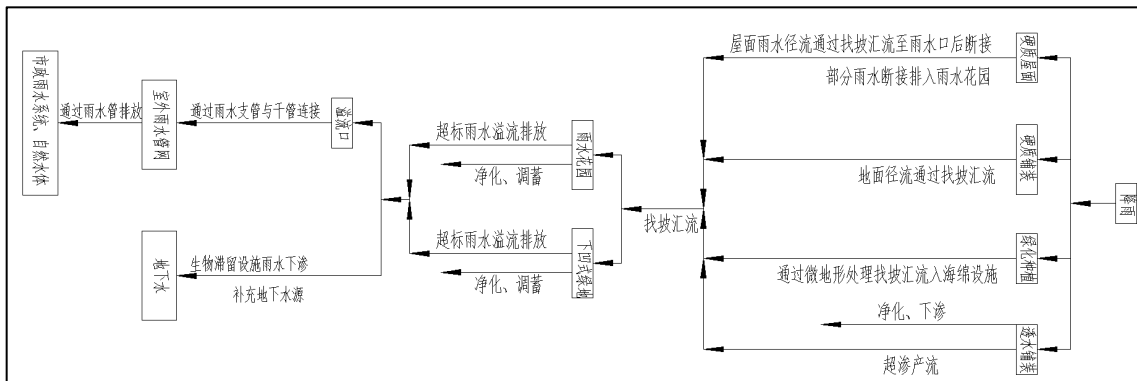 降雨
硬质屋面
屋面雨水径流通过找坡汇流至雨水口后断接
部分雨水断接排入雨水花园
硬质铺装
地面径流通过找坡汇流
绿化种植
通过微地形处理找坡汇流入海绵设施
透水铺装
净化、下渗
超渗产流
找坡汇流
雨水花园
超标雨水溢流排放
净化、调蓄
下凹式绿地
超标雨水溢流排放
净化、调蓄
溢流口
通过雨水支管与干管连接
室外雨水管网
通过雨水管排放
市政雨水系统、自然水体
生物滞留设施雨水下渗
补充地下水源
地下水